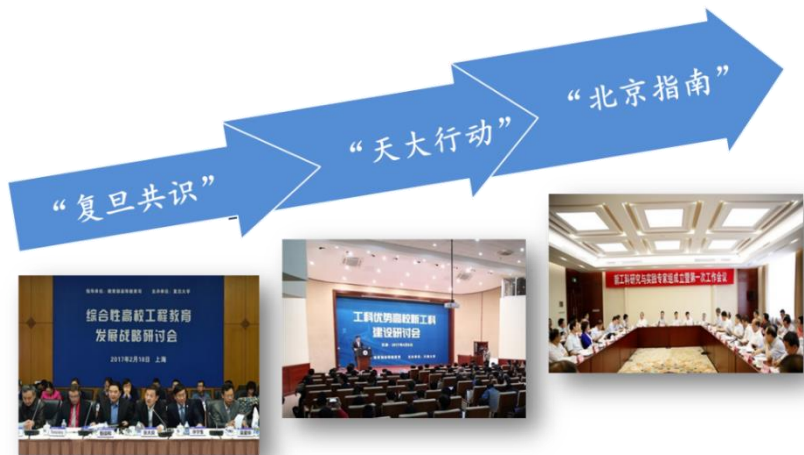 “复旦共识”
“天大行动”
“北京指南”
综合性高校工程教育
发展战略研讨会
2017年2月18日 上海
工科优势高校新工科
建设研讨会
新工科研究与实践专家组成立暨第一次工作会议